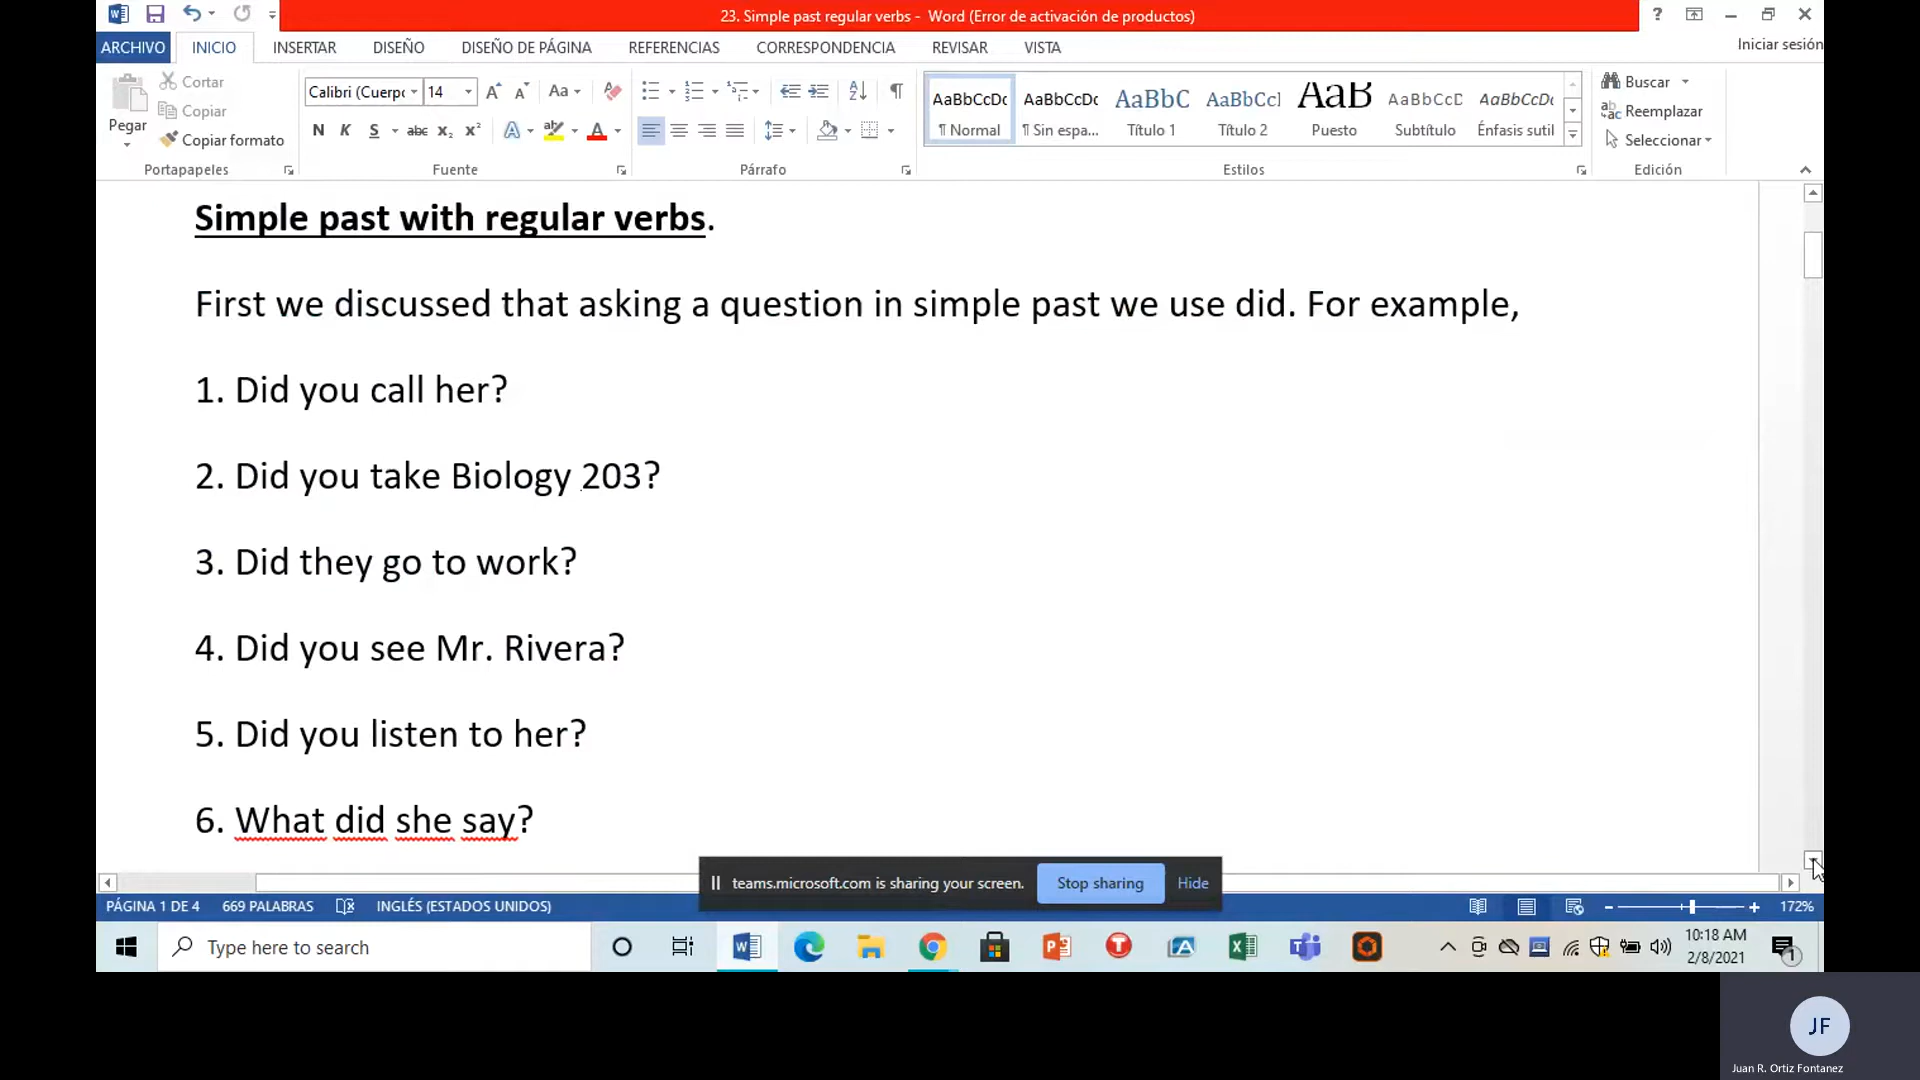 23. Simple past regular verbs - Word (Error de activación de productos)
?
ARCHIVO INICIO INSERTAR DISEÑO DISEÑO DE PÁGINA REFERENCIAS CORRESPONDENCIA REVISAR VISTA
Iniciar sesión
Pegar
Cortar
Copiar
Copiar formato
Portapapeles
Calibri (Cuerpo 14
Aa
N K S abc x₂ x²
Fuente
Párrafo
AaBbCcDc AaBbCcDc AaBbC AaBbCcI AaB AaBbCcD AaBbCcDc
¶ Normal ¶ Sin espa... Título 1 Título 2 Puesto Subtítulo Énfasis sutil
Estilos
Buscar
Reemplazar
Seleccionar
Edición
Simple past with regular verbs.
First we discussed that asking a question in simple past we use did. For example,
1. Did you call her?
2. Did you take Biology 203?
3. Did they go to work?
4. Did you see Mr. Rivera?
5. Did you listen to her?
6. What did she say?
teams.microsoft.com is sharing your screen. Stop sharing Hide
PÁGINA 1 DE 4 669 PALABRAS INGLÉS (ESTADOS UNIDOS) 172%
Type here to search
10:18 AM
2/8/2021
1
JF
Juan R. Ortiz Fontanez